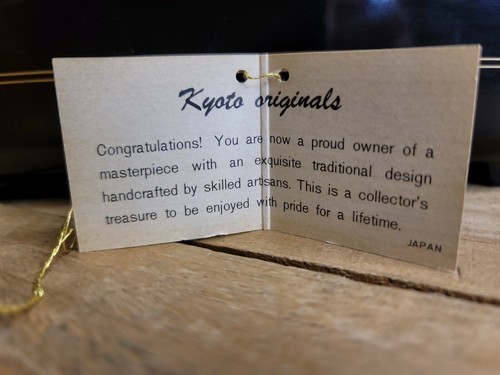 Kyoto originals
Congratulations! You are now a proud owner of a
masterpiece with an exquisite traditional design
handcrafted by skilled artisans. This is a collector's
treasure to be enjoyed with pride for a lifetime.
JAPAN